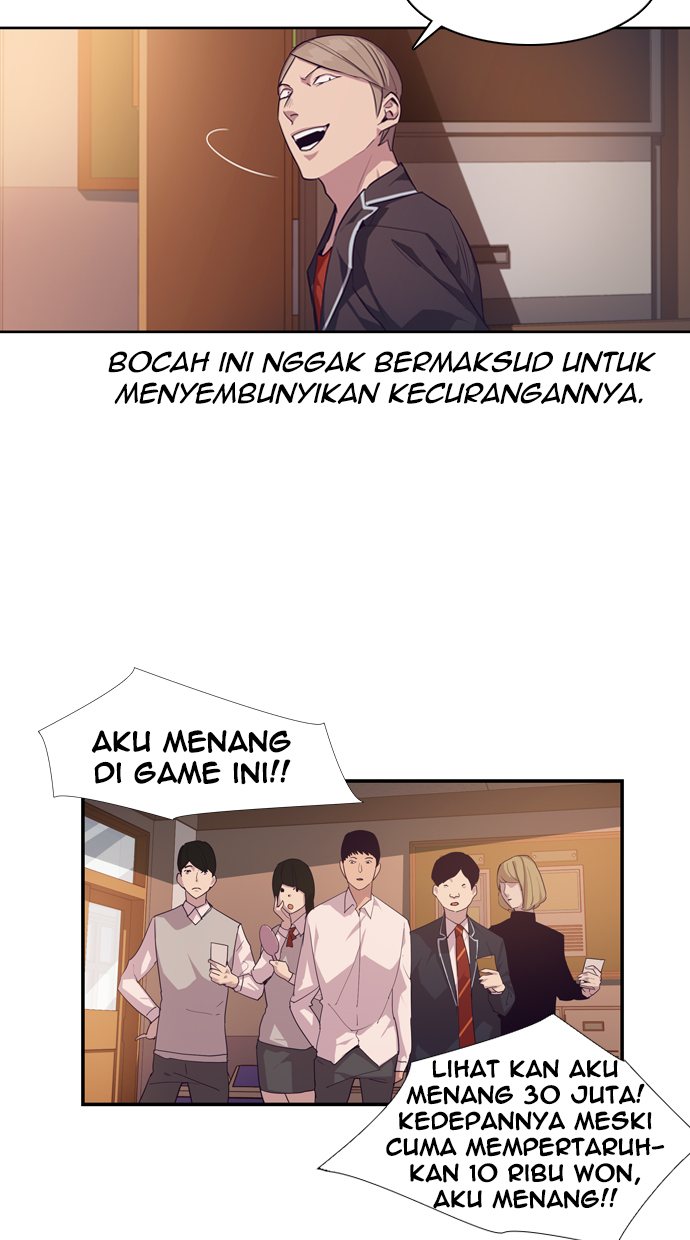 BOCAH INI NGGAK BERMAKSUD UNTUK
MENYEMBUNYIKAN KECURANGANNYA.
AKU MENANG
DI GAME INI!!
LIHAT KAN AKU
MENANG 30 JUTA!
KEDEPANNYA MESKI
CUMA MEMPERTARUH-
KAN 10 RIBU WON,
AKU MENANG!!